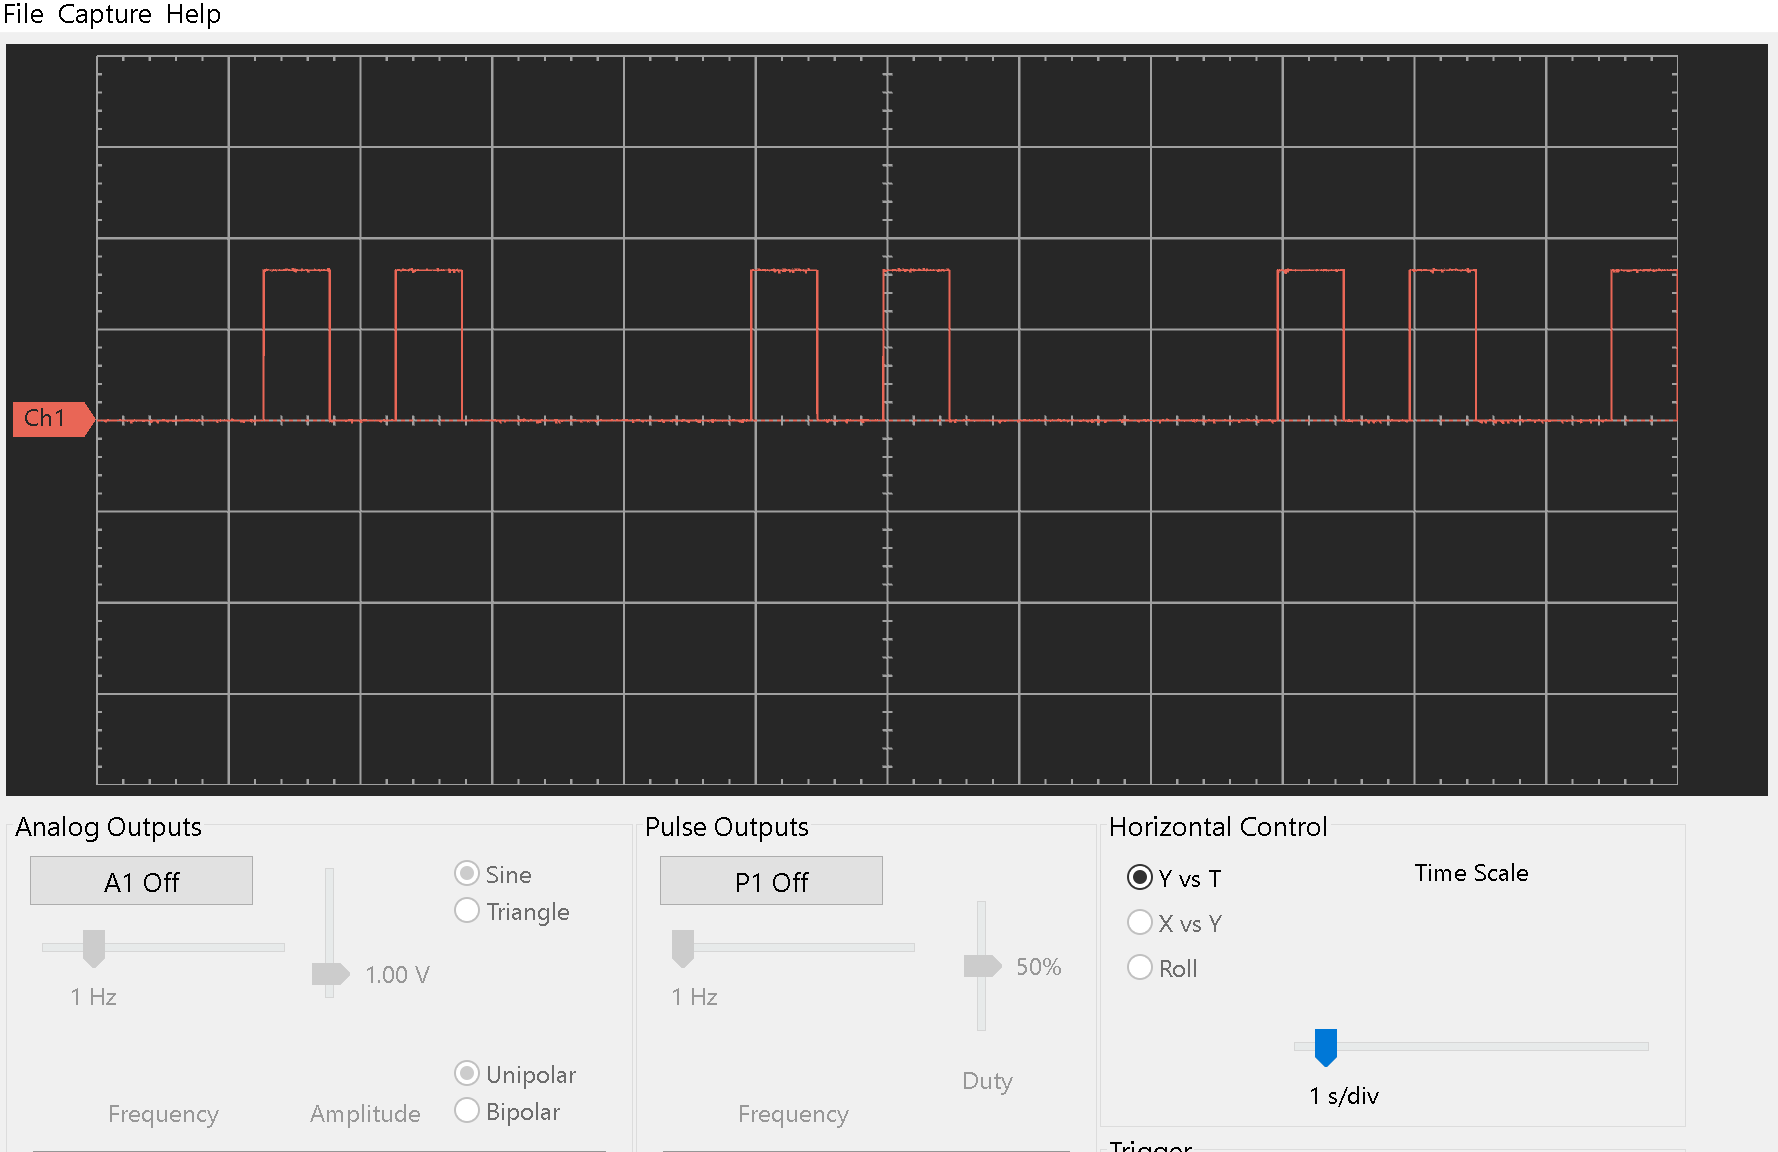 File Capture Help
Ch1
Analog Outputs
A1 Off
1 Hz
Frequency
1.00 V
Amplitude
Sine
Triangle
Unipolar
Bipolar
Pulse Outputs
P1 Off
1 Hz
Frequency
50%
Duty
Horizontal Control
Y vs T
X vs Y
Roll
Time Scale
1 s/div
Trigger